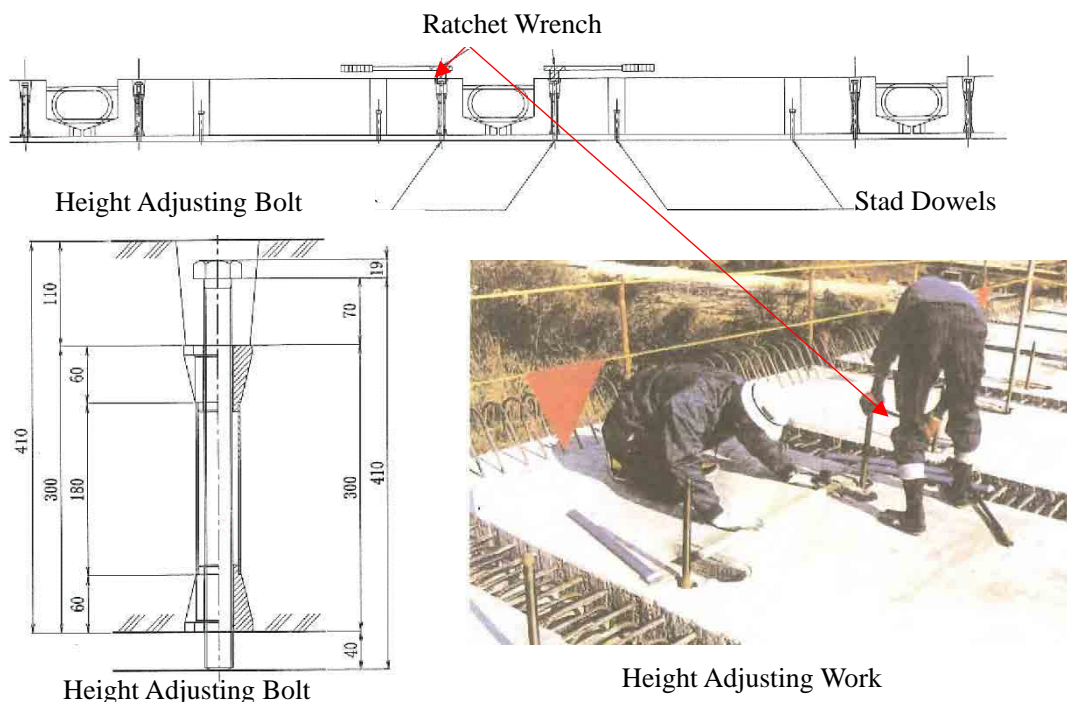 Ratchet Wrench
Height Adjusting Bolt
Stad Dowels
410
110
300
60
180
60
19
70
300
410
40
Height Adjusting Bolt
Height Adjusting Work